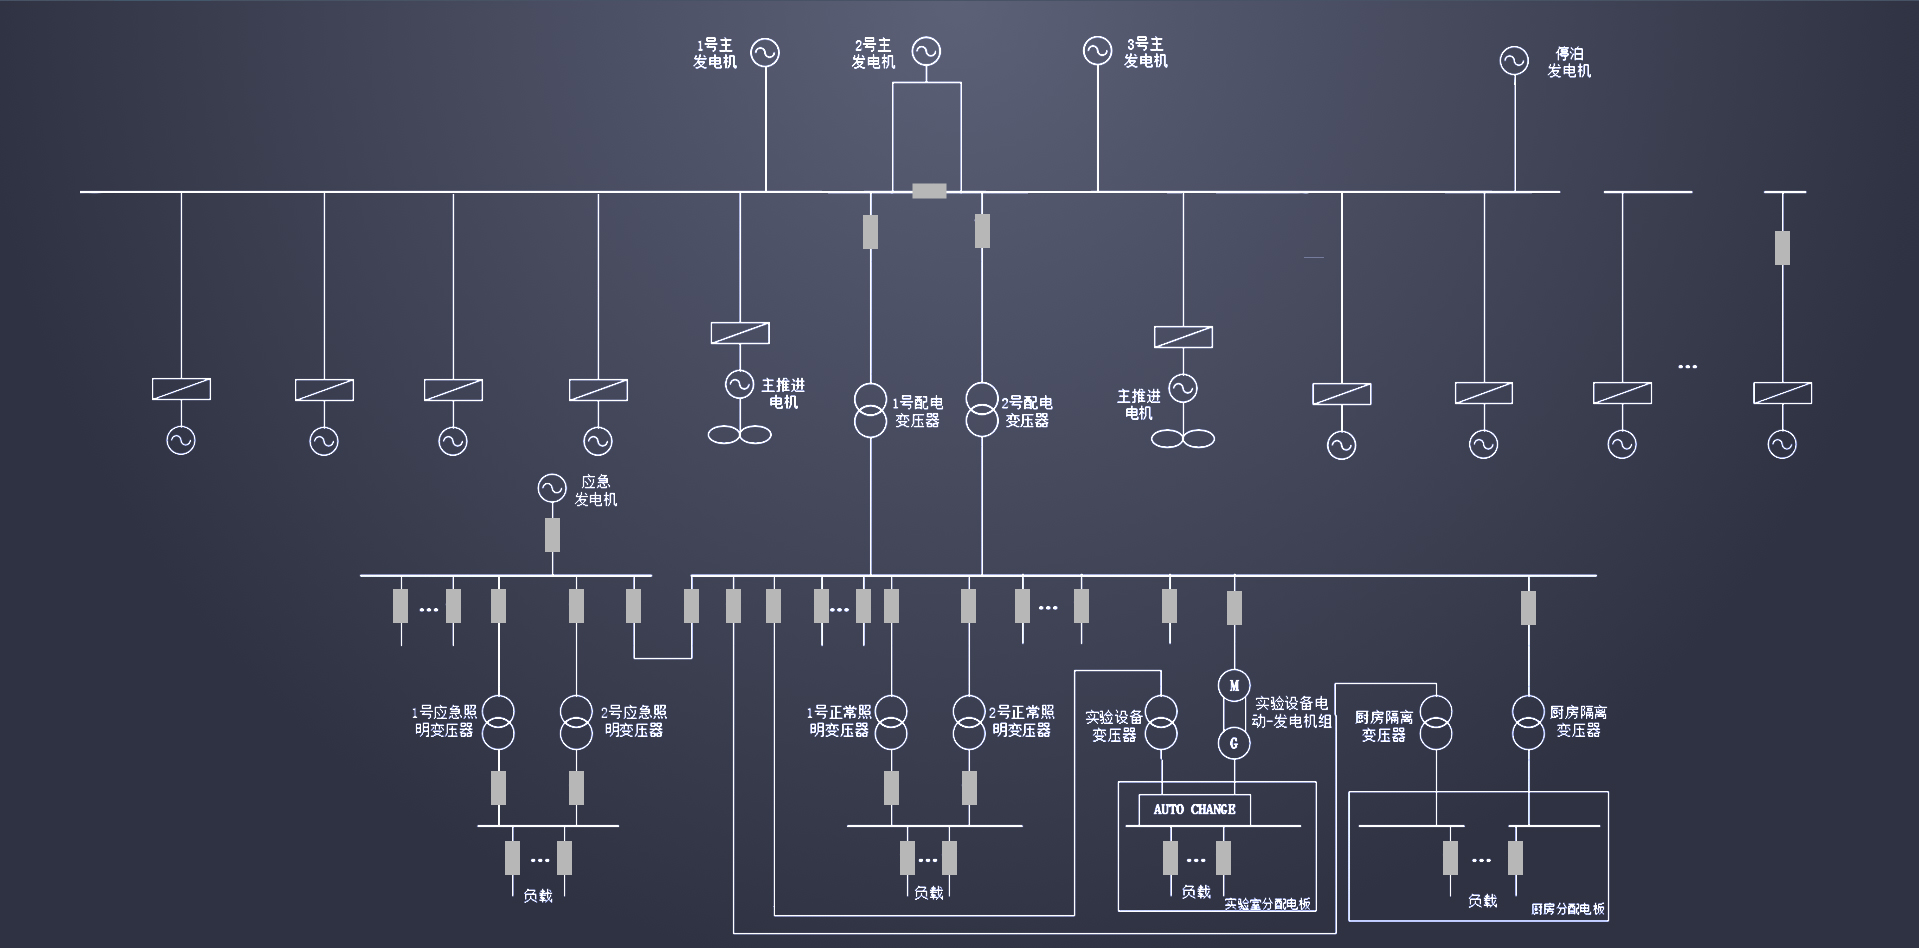 1号主
发电机
2号主
发电机
3号主
发电机
停泊
发电机
主推进
电机
1号配电
变压器
2号配电
变压器
主推进
电机
应急
发电机
1号应急照
明变压器
2号应急照
明变压器
1号正常照
明变压器
2号正常照
明变压器
实验设备
变压器
M
G
实验设备电
动-发电机组
厨房隔离
变压器
厨房隔离
变压器
AUTO CHANGE
负载
负载
负载
实验室分配电板
负载
厨房分配电板